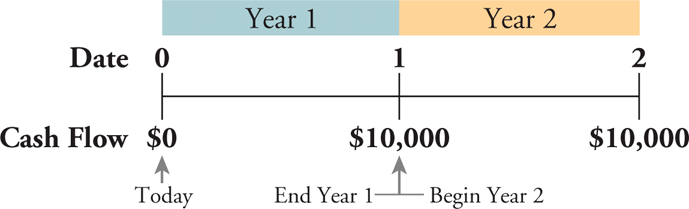 Year 1 Year 2
Date 0 1 2
Cash Flow $0 $10,000 $10,000
Today End Year 1 Begin Year 2